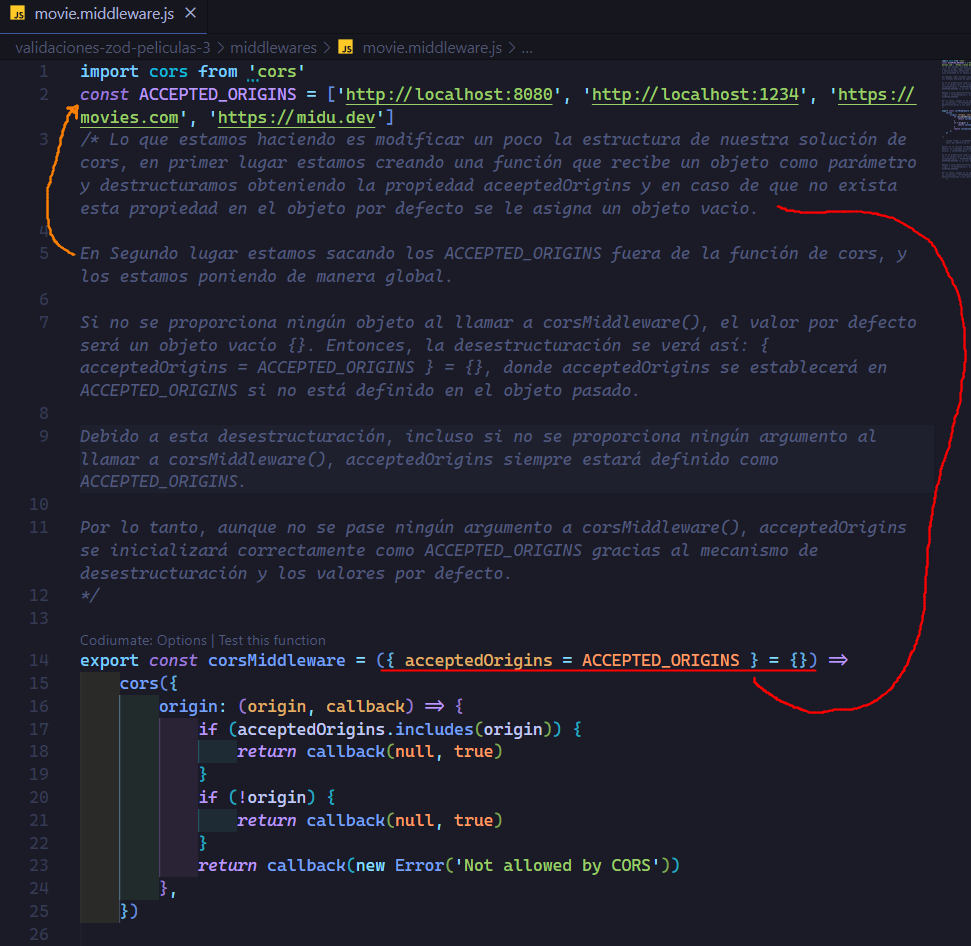 JS movie.middleware.js ×
validaciones-zod-peliculas-3 > middlewares > JS movie.middleware.js > ...
1 import cors from 'cors'
2 const ACCEPTED_ORIGINS = ['http://localhost:8080', 'http://localhost:1234', 'https://
movies.com', 'https://midu.dev']
3 /* Lo que estamos haciendo es modificar un poco la estructura de nuestra solución de
cors, en primer lugar estamos creando una función que recibe un objeto como parámetro
y destructuramos obteniendo la propiedad aceeptedOrigins y en caso de que no exista
esta propiedad en el objeto por defecto se le asigna un objeto vacio.
4
5 En Segundo lugar estamos sacando los ACCEPTED_ORIGINS fuera de la función de cors, y
los estamos poniendo de manera global.
6
7 Si no se proporciona ningún objeto al llamar a corsMiddleware(), el valor por defecto
será un objeto vacío {}. Entonces, la desestructuración se verá así: {
acceptedOrigins = ACCEPTED_ORIGINS } = {}, donde acceptedOrigins se establecerá en
ACCEPTED_ORIGINS si no está definido en el objeto pasado.
8
9 Debido a esta desestructuración, incluso si no se proporciona ningún argumento al
llamar a corsMiddleware(), acceptedOrigins siempre estará definido como
ACCEPTED_ORIGINS.
10
11 Por lo tanto, aunque no se pase ningún argumento a corsMiddleware(), acceptedOrigins
se inicializará correctamente como ACCEPTED_ORIGINS gracias al mecanismo de
desestructuración y los valores por defecto.
12 */
13
Codiumate: Options | Test this function
14 export const corsMiddleware = ({ acceptedOrigins = ACCEPTED_ORIGINS } = {}) =>
15 cors({
16 origin: (origin, callback) => {
17 if (acceptedOrigins.includes(origin)) {
18 return callback(null, true)
19 }
20 if (!origin) {
21 return callback(null, true)
22 }
23 return callback(new Error('Not allowed by CORS'))
24 },
25 })
26